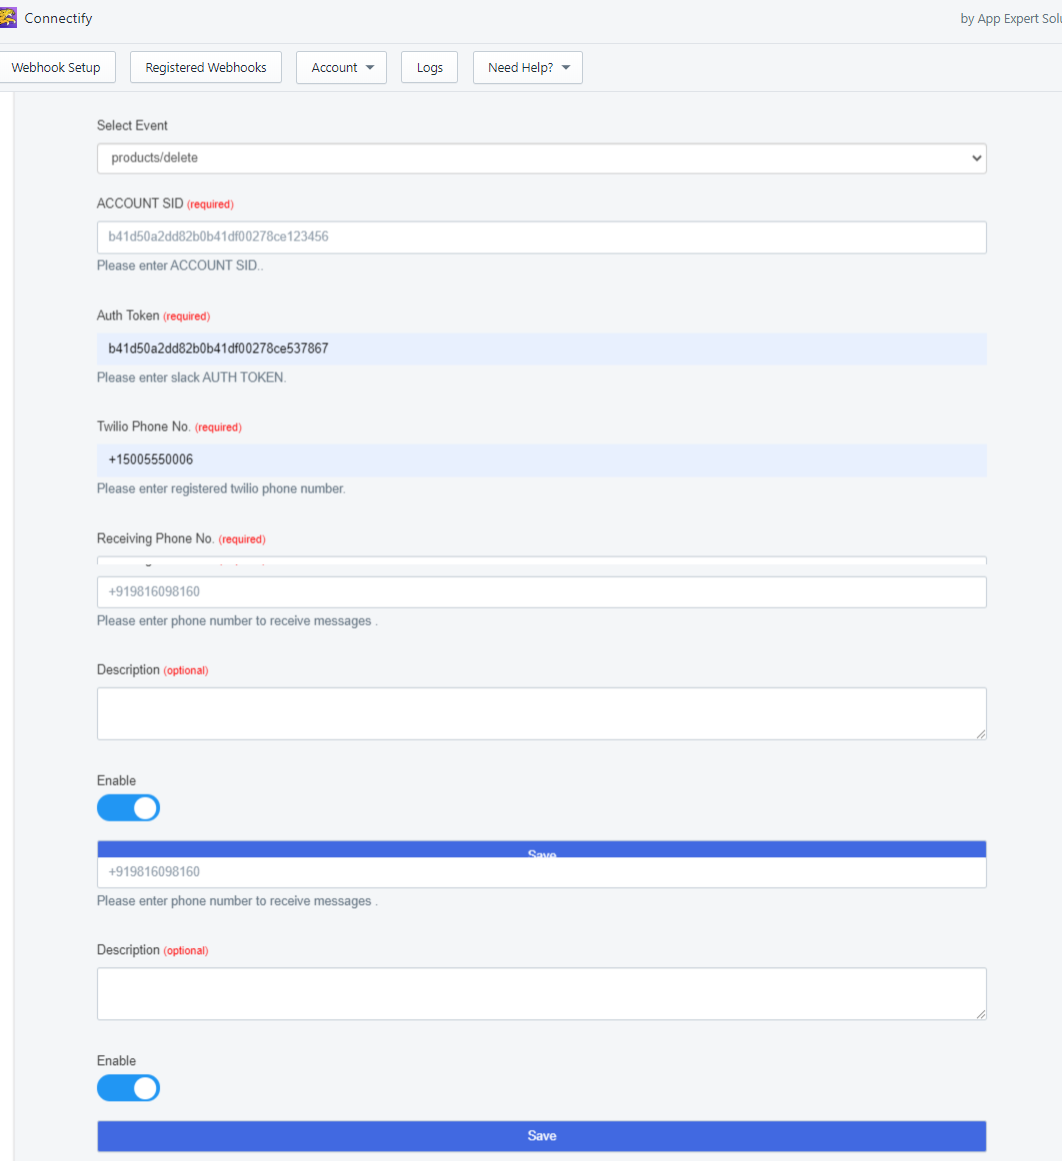 Connectify
by App Expert Solu
Webhook Setup
Registered Webhooks
Account
Logs
Need Help?
Select Event
products/delete
ACCOUNT SID (required)
b41d50a2dd82b0b41df00278ce123456
Please enter ACCOUNT SID..
Auth Token (required)
b41d50a2dd82b0b41df00278ce537867
Please enter slack AUTH TOKEN.
Twilio Phone No. (required)
+15005550006
Please enter registered twilio phone number.
Receiving Phone No. (required)
+919816098160
Please enter phone number to receive messages .
Description (optional)
Enable
Save
+919816098160
Please enter phone number to receive messages .
Description (optional)
Enable
Save